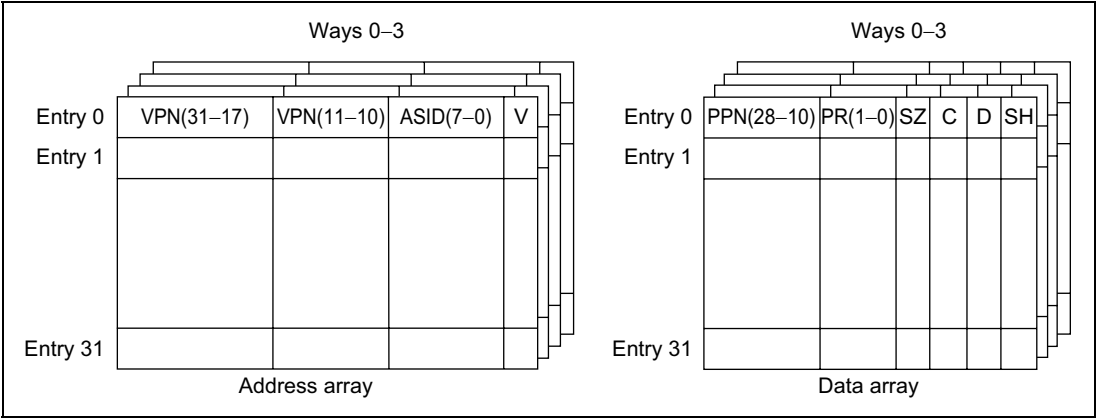 Ways 0–3
Entry 0 VPN(31–17) VPN(11–10) ASID(7–0) V
Entry 1
Entry 31
Address array
Ways 0–3
Entry 0 PPN(28–10) PR(1–0) SZ C D SH
Entry 1
Entry 31
Data array